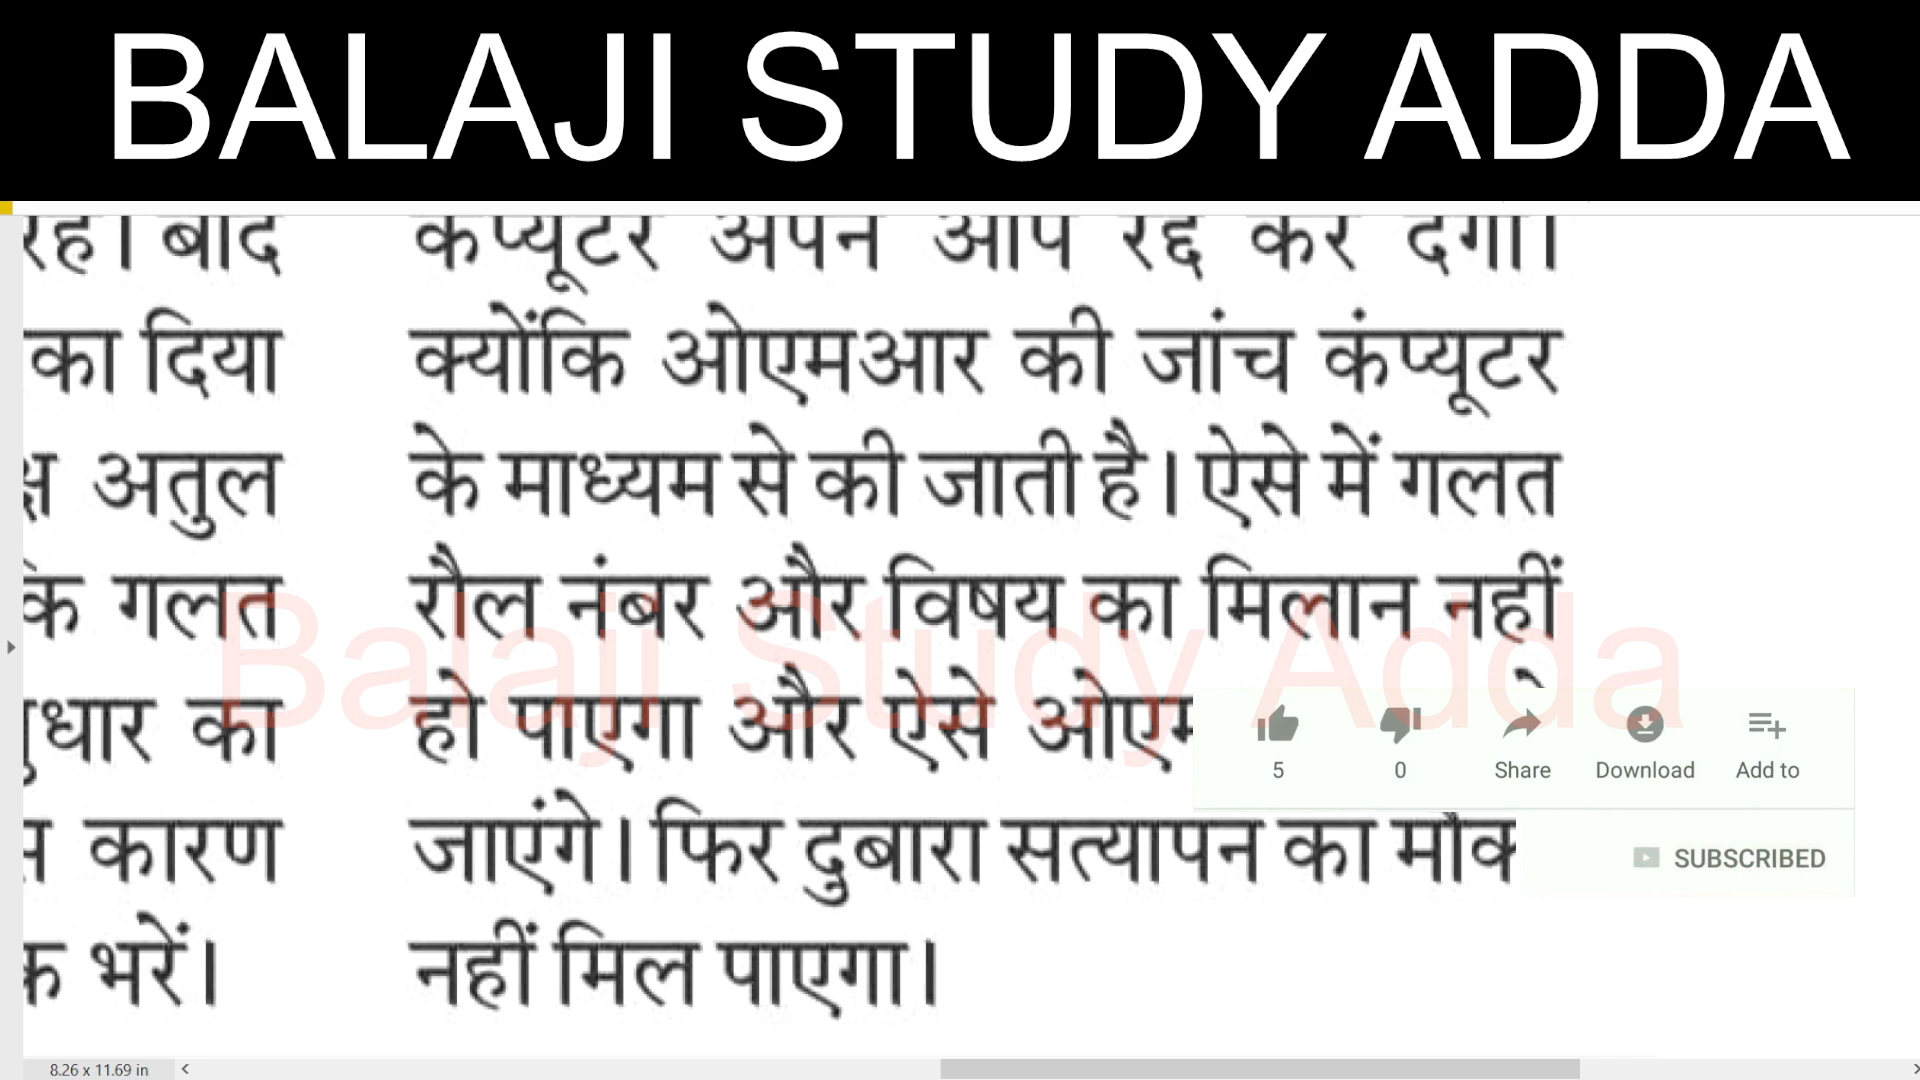 BALAJI STUDY ADDA
रहे। बाद
का दिया
अतुल
के गलत
का
कारण
भरें।
कंप्यूटर अपने आप रद्द कर देगा।
क्योंकि ओएमआर की जांच कंप्यूटर
के माध्यम से की जाती है। ऐसे में गलत
रौल नंबर और विषय का मिलान नहीं
हो पाएगा और ऐसे
जाएंगे। फिर दुबारा सत्यापन का
नहीं मिल पाएगा।
Balaji Study Adda
5 0 Share Download Add to
SUBSCRIBED
8.26 x 11.69 in